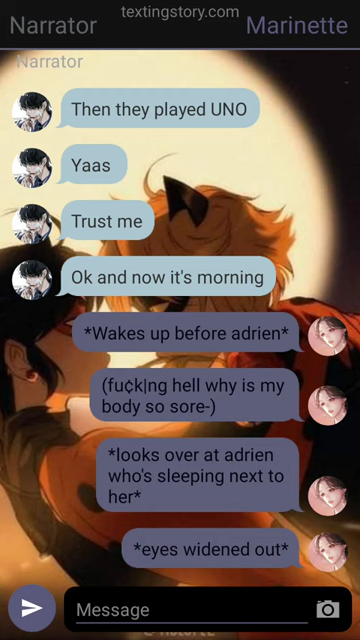 textingstory.com
Narrator
Marinette
Narrator
Then they played UNO
Yaas
Trust me
Ok and now it's morning
*Wakes up before adrien*
(fu¢k|ng hell why is my
body so sore-)
*looks over at adrien
who's sleeping next to
her*
*eyes widened out*
Message